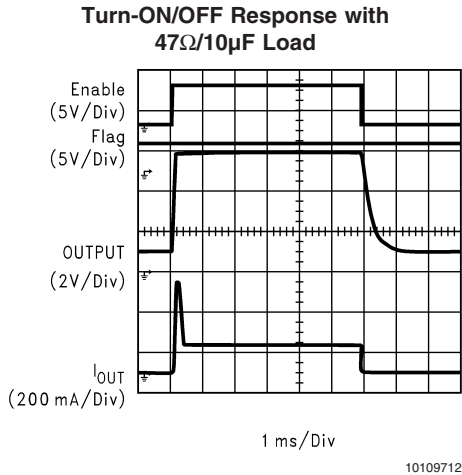 Turn-ON/OFF Response with
47Ω/10µF Load
Enable
(5V/Div)
Flag
(5V/Div)
OUTPUT
(2V/Div)
IOUT
(200 mA/Div)
1 ms/Div
10109712